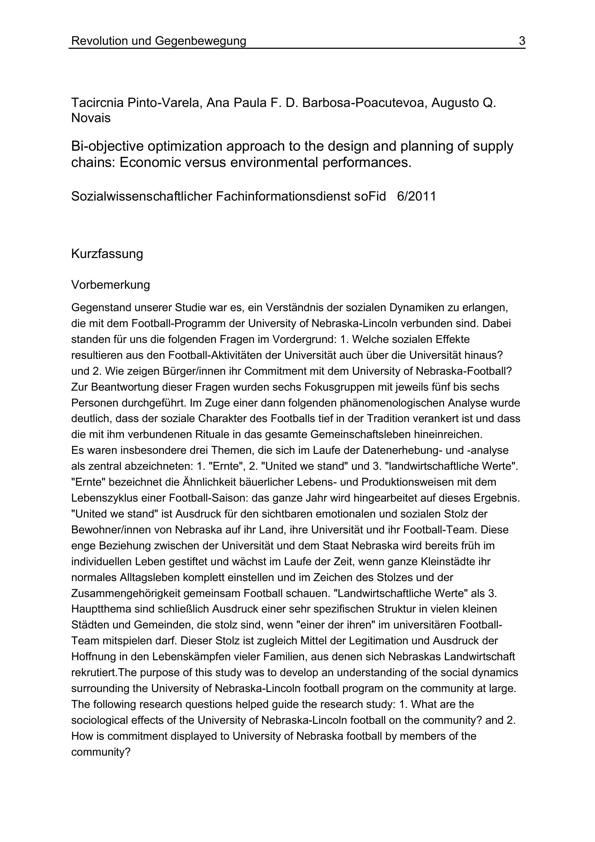 Revolution und Gegenbewegung 3
Tacircnia Pinto-Varela, Ana Paula F. D. Barbosa-Poacutevoa, Augusto Q.
Novais
Bi-objective optimization approach to the design and planning of supply
chains: Economic versus environmental performances.
Sozialwissenschaftlicher Fachinformationsdienst soFid 6/2011
Kurzfassung
Vorbemerkung
Gegenstand unserer Studie war es, ein Verständnis der sozialen Dynamiken zu erlangen,
die mit dem Football-Programm der University of Nebraska-Lincoln verbunden sind. Dabei
standen für uns die folgenden Fragen im Vordergrund: 1. Welche sozialen Effekte
resultieren aus den Football-Aktivitäten der Universität auch über die Universität hinaus?
und 2. Wie zeigen Bürger/innen ihr Commitment mit dem University of Nebraska-Football?
Zur Beantwortung dieser Fragen wurden sechs Fokusgruppen mit jeweils fünf bis sechs
Personen durchgeführt. Im Zuge einer dann folgenden phänomenologischen Analyse wurde
deutlich, dass der soziale Charakter des Footballs tief in der Tradition verankert ist und dass
die mit ihm verbundenen Rituale in das gesamte Gemeinschaftsleben hineinreichen.
Es waren insbesondere drei Themen, die sich im Laufe der Datenerhebung- und -analyse
als zentral abzeichneten: 1. "Ernte", 2. "United we stand" und 3. "landwirtschaftliche Werte".
"Ernte" bezeichnet die Ähnlichkeit bäuerlicher Lebens- und Produktionsweisen mit dem
Lebenszyklus einer Football-Saison: das ganze Jahr wird hingearbeitet auf dieses Ergebnis.
"United we stand" ist Ausdruck für den sichtbaren emotionalen und sozialen Stolz der
Bewohner/innen von Nebraska auf ihr Land, ihre Universität und ihr Football-Team. Diese
enge Beziehung zwischen der Universität und dem Staat Nebraska wird bereits früh im
individuellen Leben gestiftet und wächst im Laufe der Zeit, wenn ganze Kleinstädte ihr
normales Alltagsleben komplett einstellen und im Zeichen des Stolzes und der
Zusammengehörigkeit gemeinsam Football schauen. "Landwirtschaftliche Werte" als 3.
Hauptthema sind schließlich Ausdruck einer sehr spezifischen Struktur in vielen kleinen
Städten und Gemeinden, die stolz sind, wenn "einer der ihren" im universitären Football-
Team mitspielen darf. Dieser Stolz ist zugleich Mittel der Legitimation und Ausdruck der
Hoffnung in den Lebenskämpfen vieler Familien, aus denen sich Nebraskas Landwirtschaft
rekrutiert.The purpose of this study was to develop an understanding of the social dynamics
surrounding the University of Nebraska-Lincoln football program on the community at large.
The following research questions helped guide the research study: 1. What are the
sociological effects of the University of Nebraska-Lincoln football on the community? and 2.
How is commitment displayed to University of Nebraska football by members of the
community?